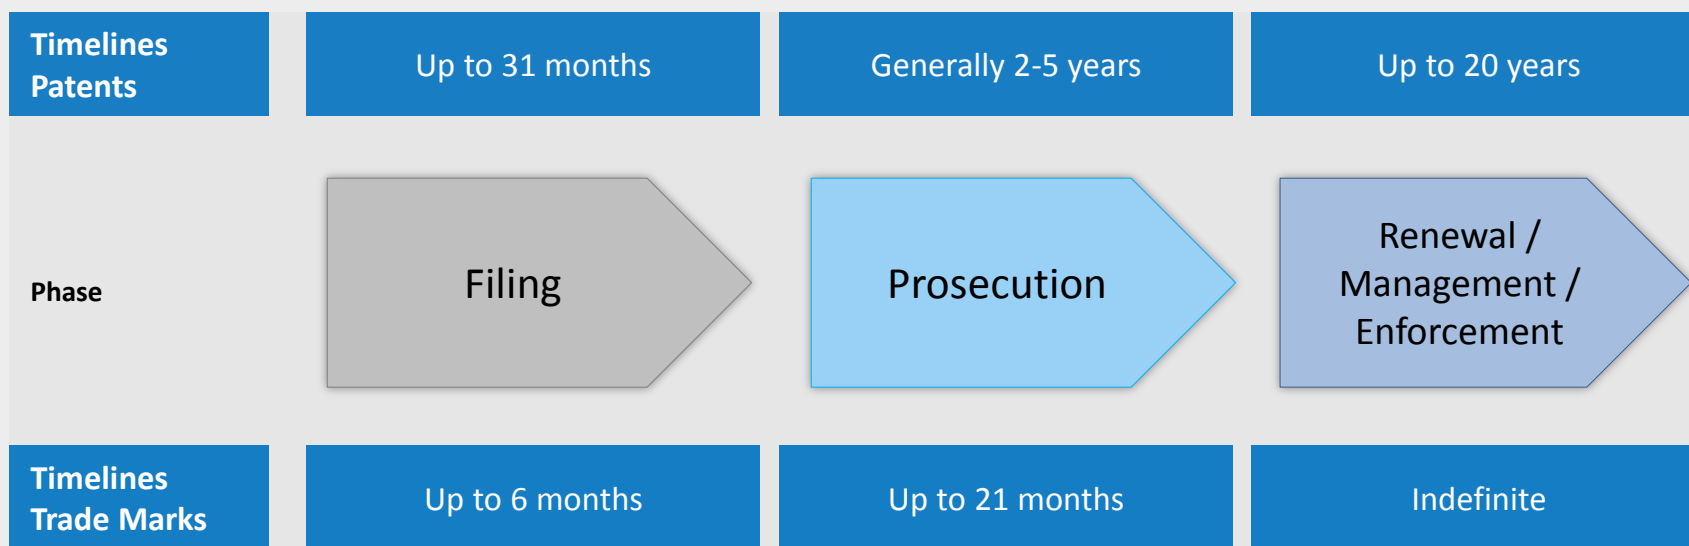 Timelines
Patents
Up to 31 months
Generally 2-5 years
Up to 20 years
Phase
Filing
Prosecution
Renewal /
Management /
Enforcement
Timelines
Trade Marks
Up to 6 months
Up to 21 months
Indefinite